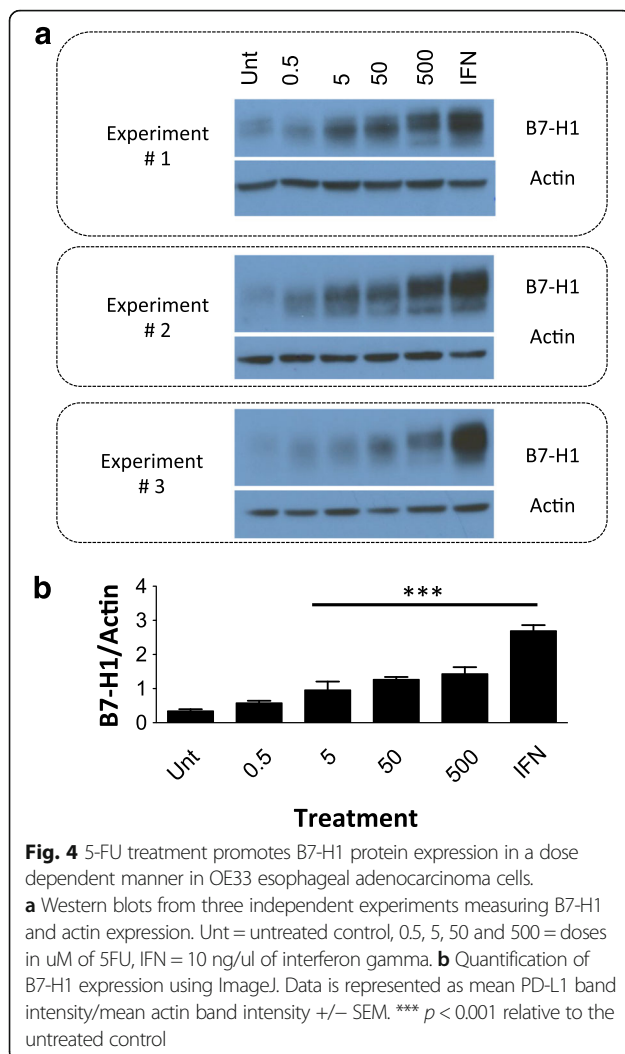 a
Unt 0.5 5 50 500 IFN
Experiment
# 1
B7-H1
Actin
Experiment
# 2
B7-H1
Actin
Experiment
# 3
B7-H1
Actin
b
B7-H1/Actin
4
3
2
1
0
***
Unt 0.5 5 50 500 IFN
Treatment
Fig. 4 5-FU treatment promotes B7-H1 protein expression in a dose
dependent manner in OE33 esophageal adenocarcinoma cells.
a Western blots from three independent experiments measuring B7-H1
and actin expression. Unt = untreated control, 0.5, 5, 50 and 500 = doses
in uM of 5FU, IFN = 10 ng/ul of interferon gamma. b Quantification of
B7-H1 expression using ImageJ. Data is represented as mean PD-L1 band
intensity/mean actin band intensity +/− SEM. *** p < 0.001 relative to the
untreated control